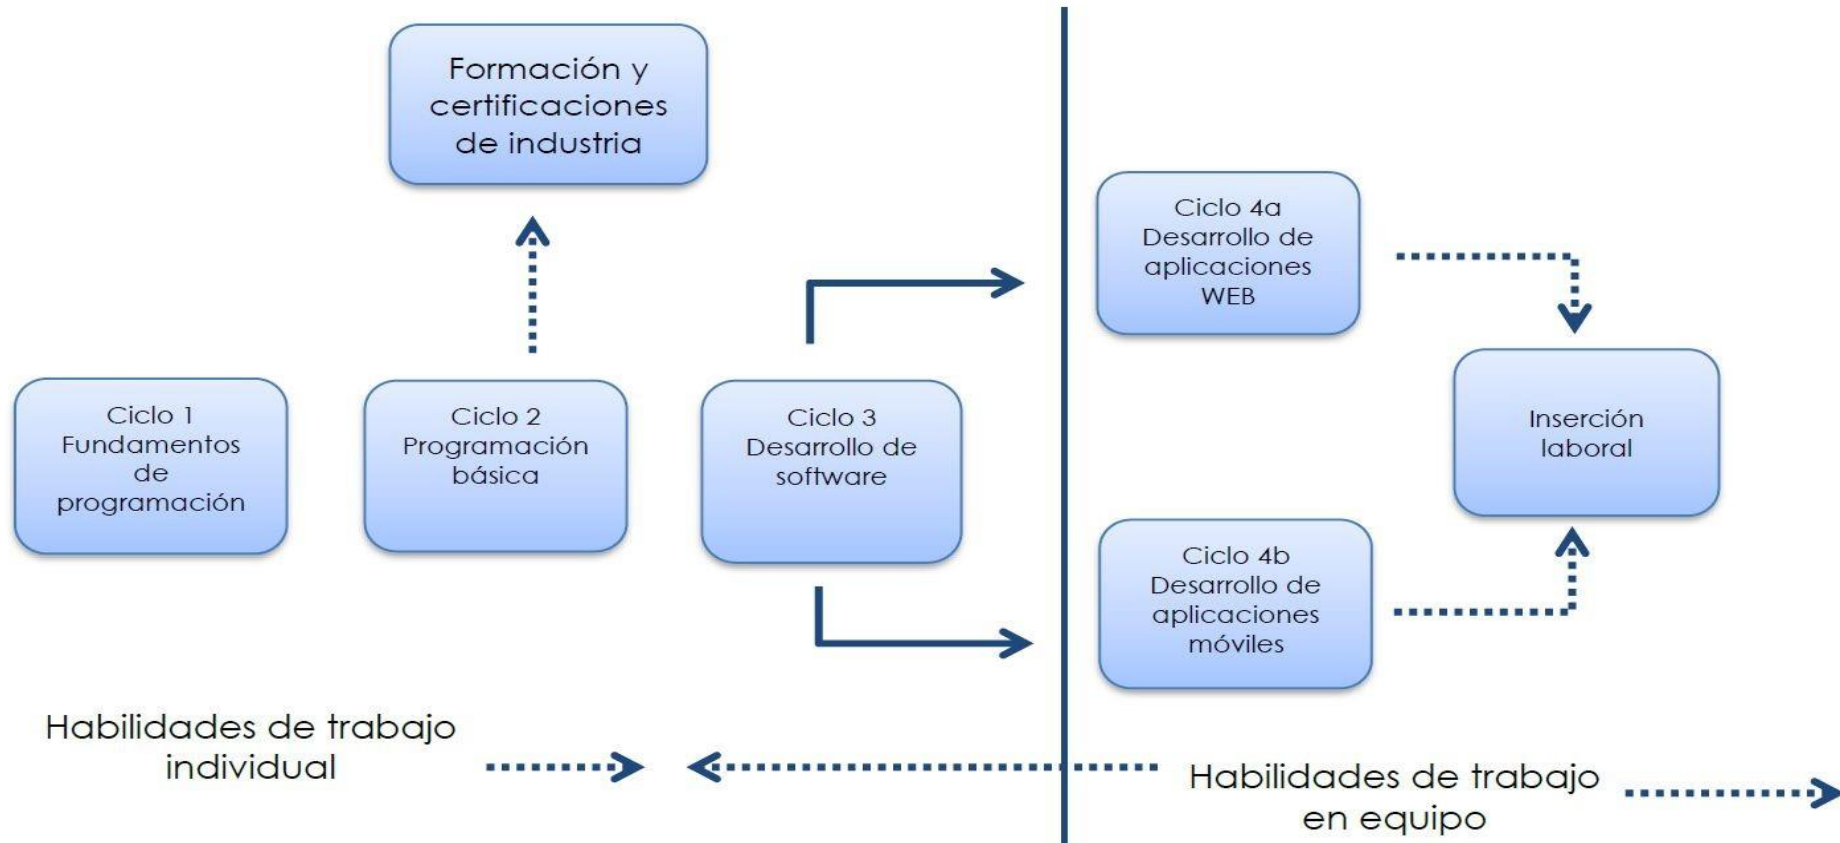 Formación y
certificaciones
de industria
Ciclo 4a
Desarrollo de
aplicaciones
WEB
Ciclo 1
Fundamentos
de
programación
Ciclo 2
Programación
básica
Ciclo 3
Desarrollo de
software
Inserción
laboral
Ciclo 4b
Desarrollo de
aplicaciones
móviles
Habilidades de trabajo
individual
Habilidades de trabajo
en equipo